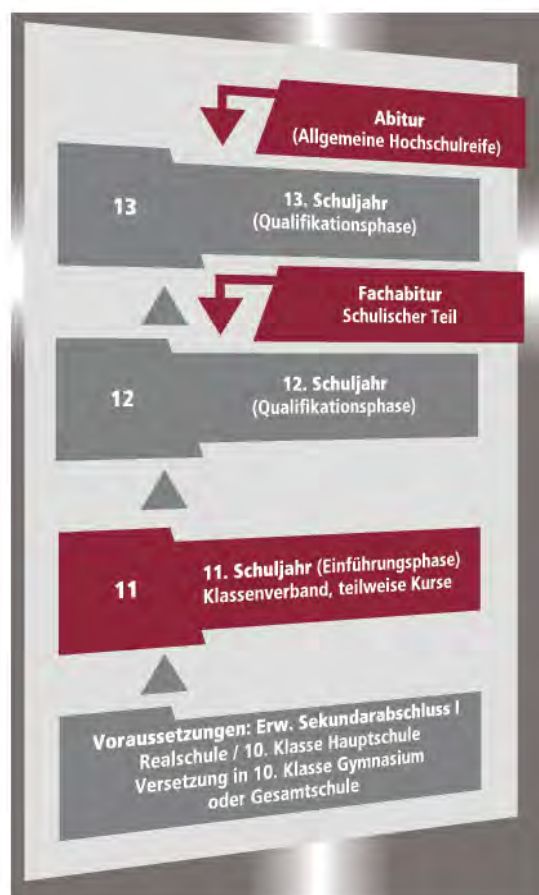 Abitur
(Allgemeine Hochschulreife)
13
13. Schuljahr
(Qualifikationsphase)
Fachabitur
Schulischer Teil
12
12. Schuljahr
(Qualifikationsphase)
11
11. Schuljahr (Einführungsphase)
Klassenverband, teilweise Kurse
Voraussetzungen: Erw. Sekundarabschluss I
Realschule / 10. Klasse Hauptschule
Versetzung in 10. Klasse Gymnasium
oder Gesamtschule